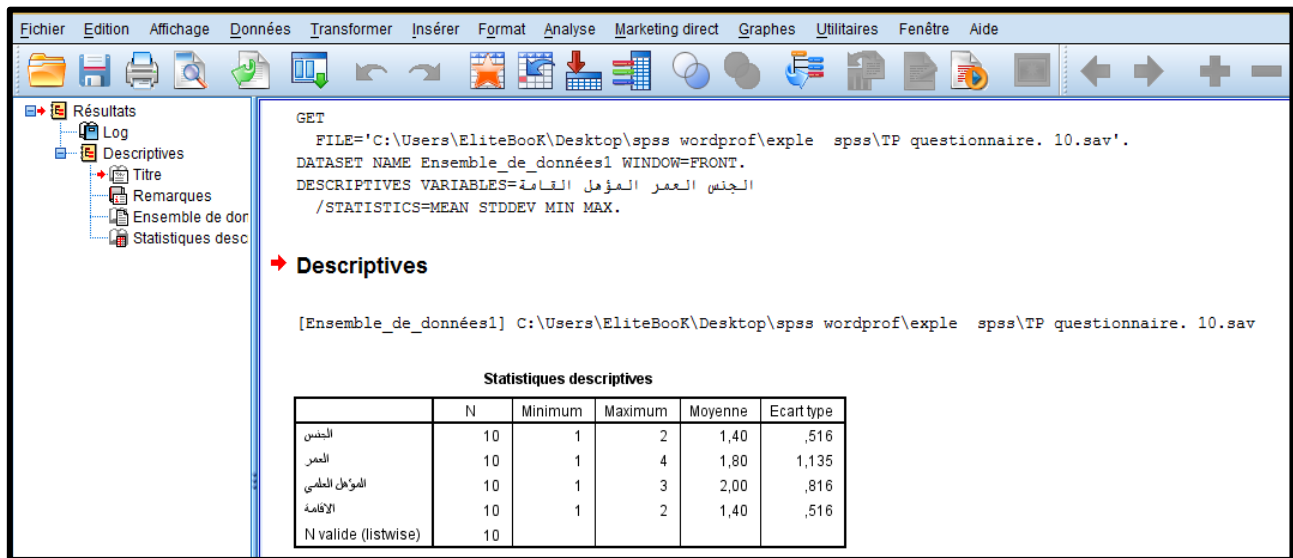 Fichier Edition Affichage Données Transformer Insérer Format Analyse Marketing direct Graphes Utilitaires Fenêtre Aide
Résultats
Log
Descriptives
Titre
Remarques
Ensemble de don
Statistiques desc
GET
FILE='C:\Users\EliteBooK\Desktop\spss wordprof\exple  spss\TP questionnaire. 10.sav'.
DATASET NAME Ensemble_de_données1 WINDOW=FRONT.
DESCRIPTIVES VARIABLES=الجنس العمر المؤهل القامة
/STATISTICS=MEAN STDDEV MIN MAX.
Descriptives
[Ensemble_de_données1] C:\Users\EliteBooK\Desktop\spss wordprof\exple  spss\TP questionnaire. 10.sav
Statistiques descriptives
N Minimum Maximum Moyenne Ecart type
الجنس 10 1 2 1,40 ,516
العمر 10 1 4 1,80 1,135
المؤهل العلمي 10 1 3 2,00 ,816
الاقامة 10 1 2 1,40 ,516
N valide (listwise) 10